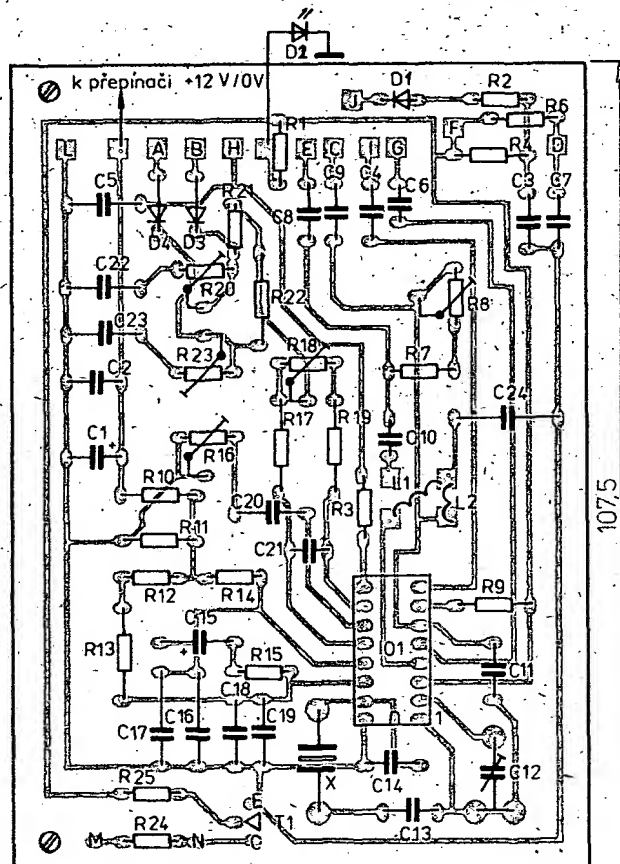 D2
k přepínači +12 V/0V
D1
R2
J
R6
F
R4
D
L
A
B
H
R1
E
C
I
G
C5
R21
C8
C9
C4
C6
C3
C7
D4
D3
C22
R20
R22
R8
C23
R23
R18
R7
C2
C24
R17
R19
C1
+
R16
C10
R10
L1
L2
C20
R3
R11
C21
R12
R14
R9
IO1
C15
+
R13
R15
C11
C17
C16
C18
C19
1
X
C14
C12
R25
E
T1
C13
M
R24
N
C
107,5